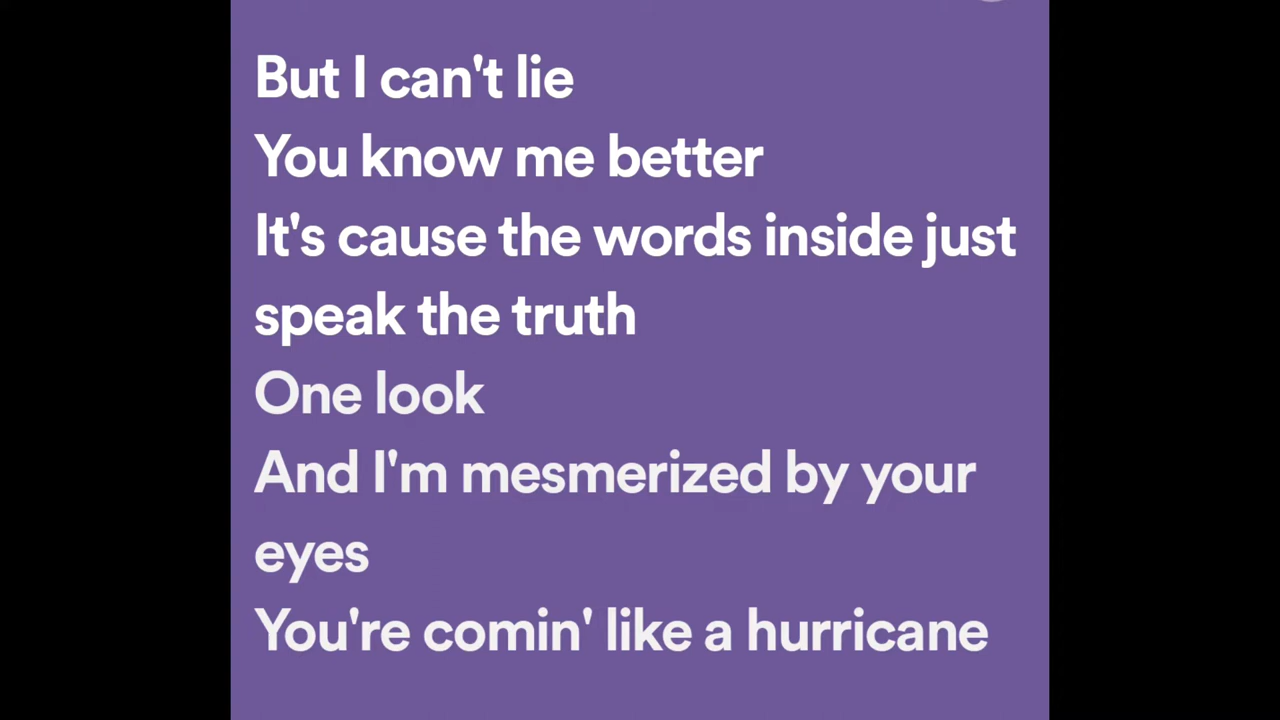 But I can't lie
You know me better
It's cause the words inside just
speak the truth
One look
And I'm mesmerized by your
eyes
You're comin' like a hurricane